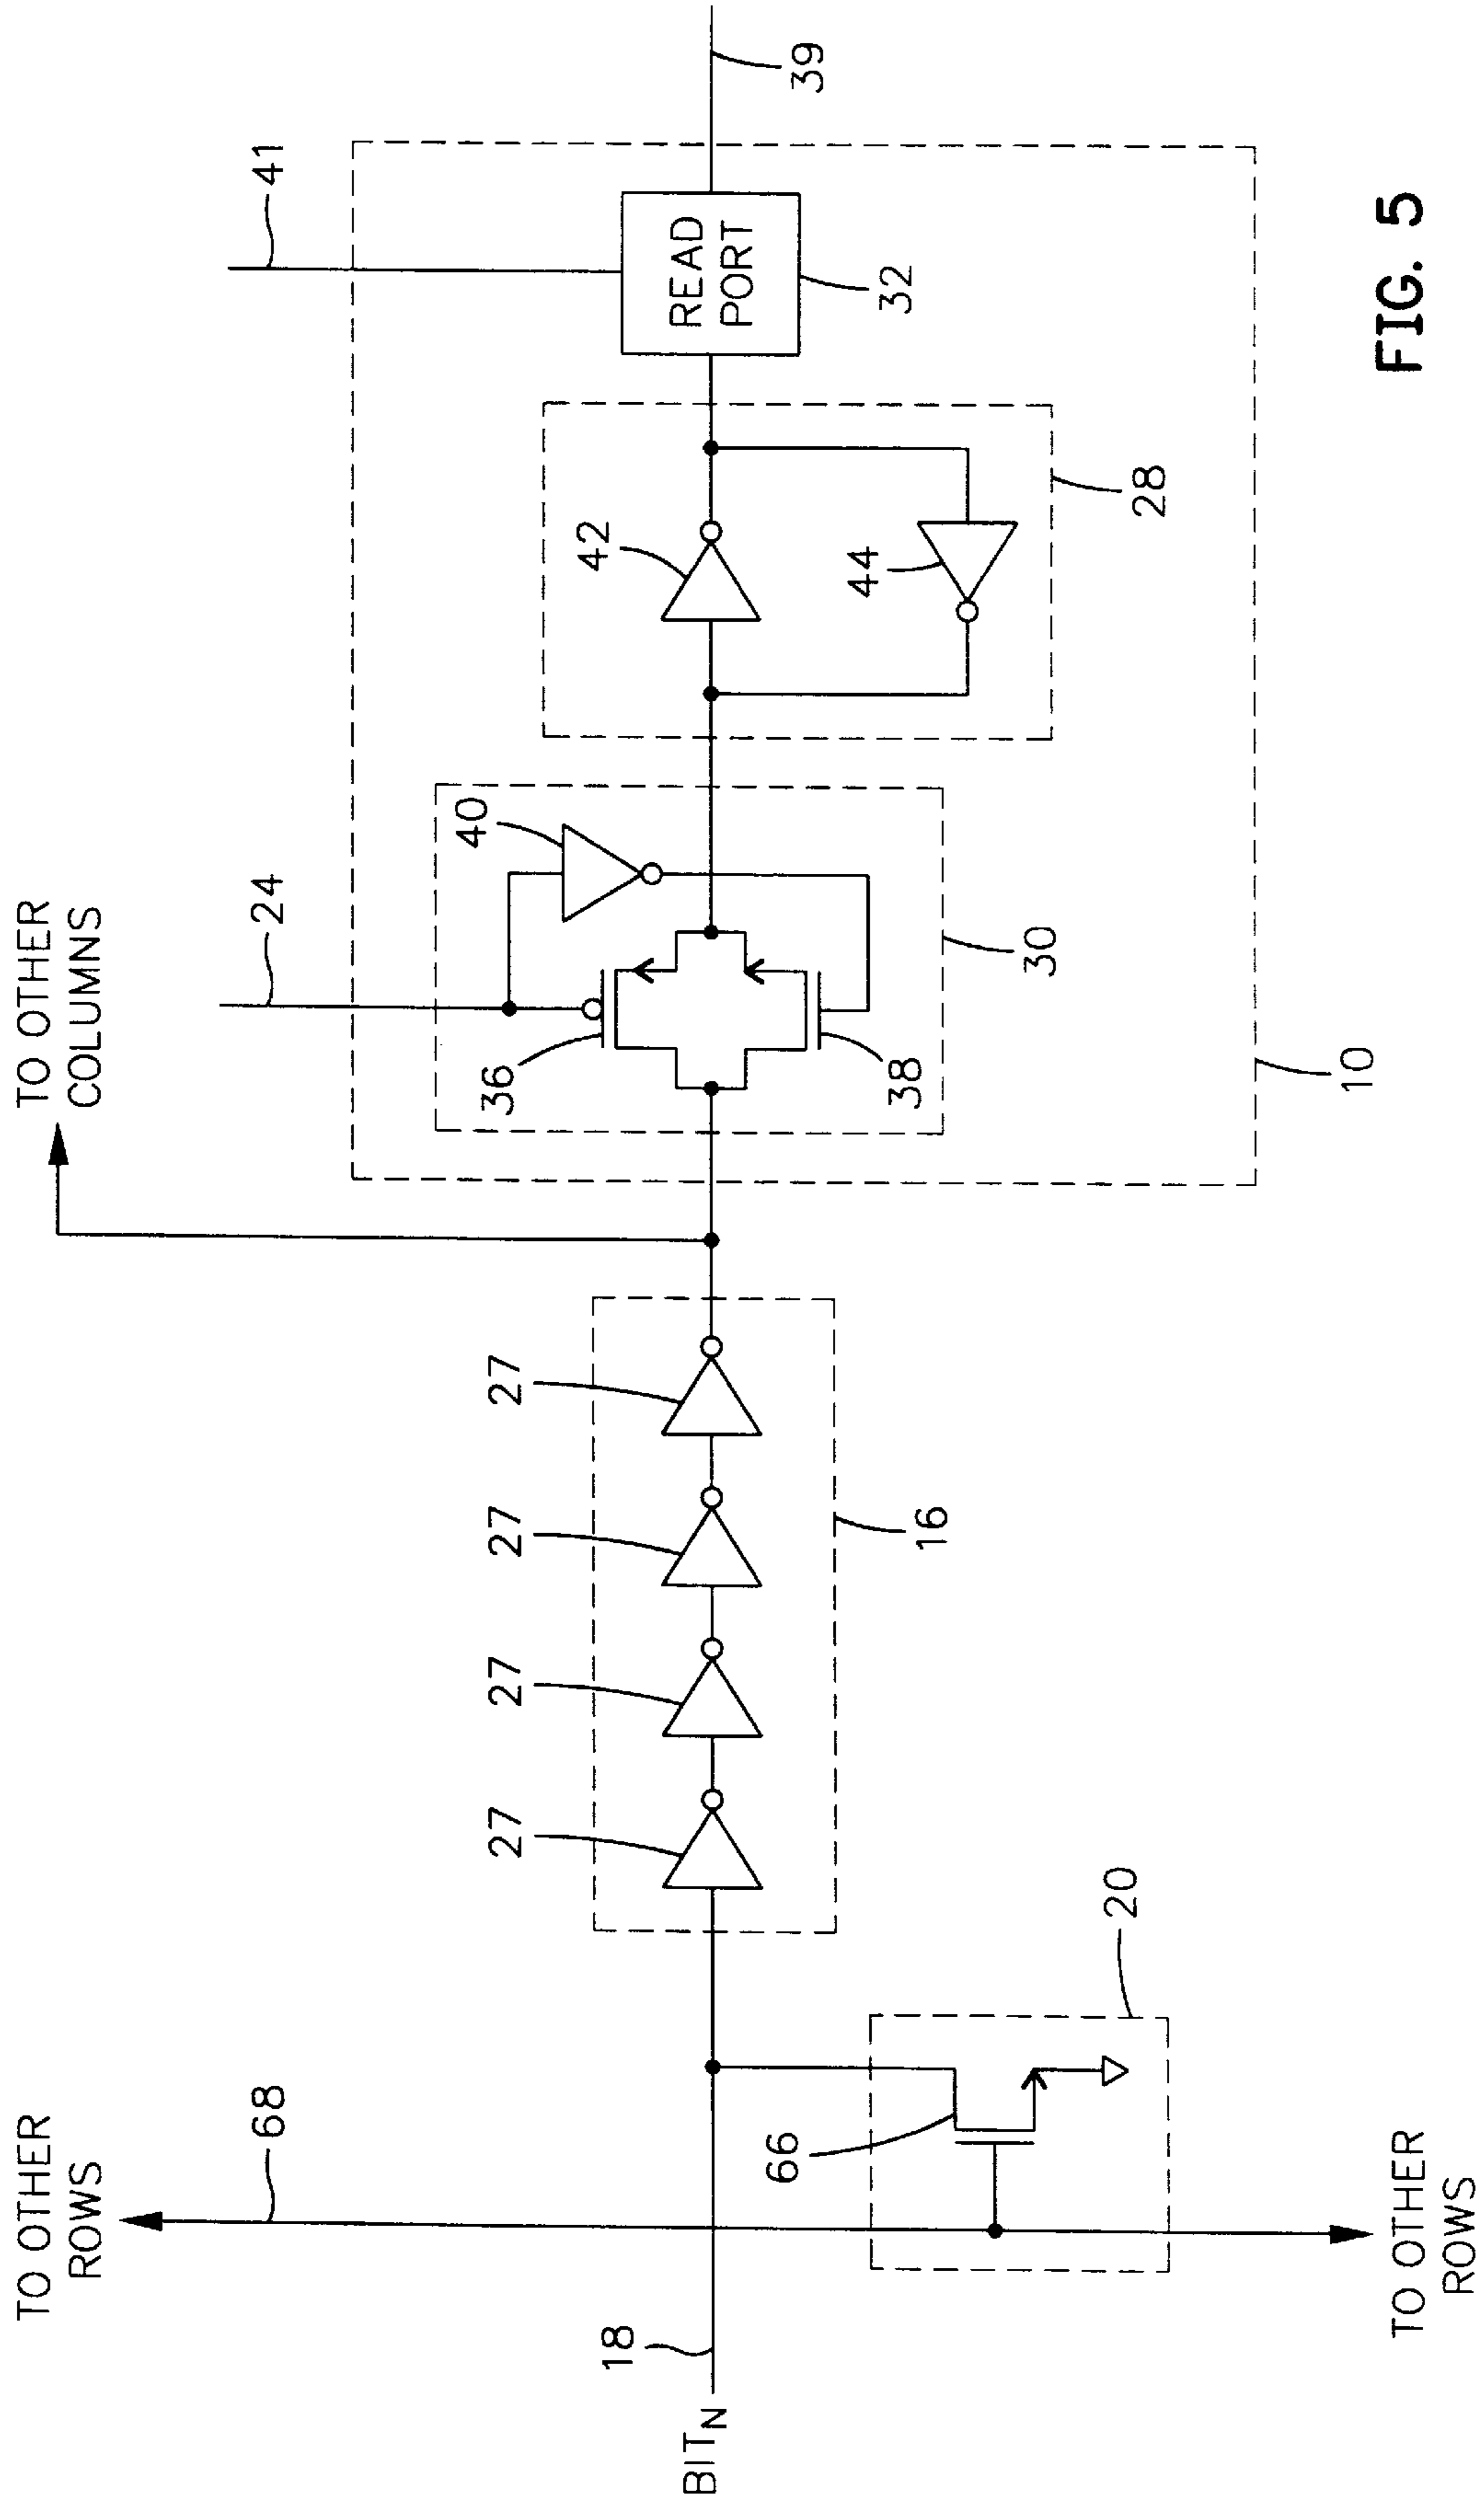 TO OTHER
ROWS
68
TO OTHER
COLUMNS
24
41
BIT_N
18
27
27
27
27
36
40
42
44
READ
PORT
39
66
20
16
38
30
28
32
10
TO OTHER
ROWS
FIG. 5